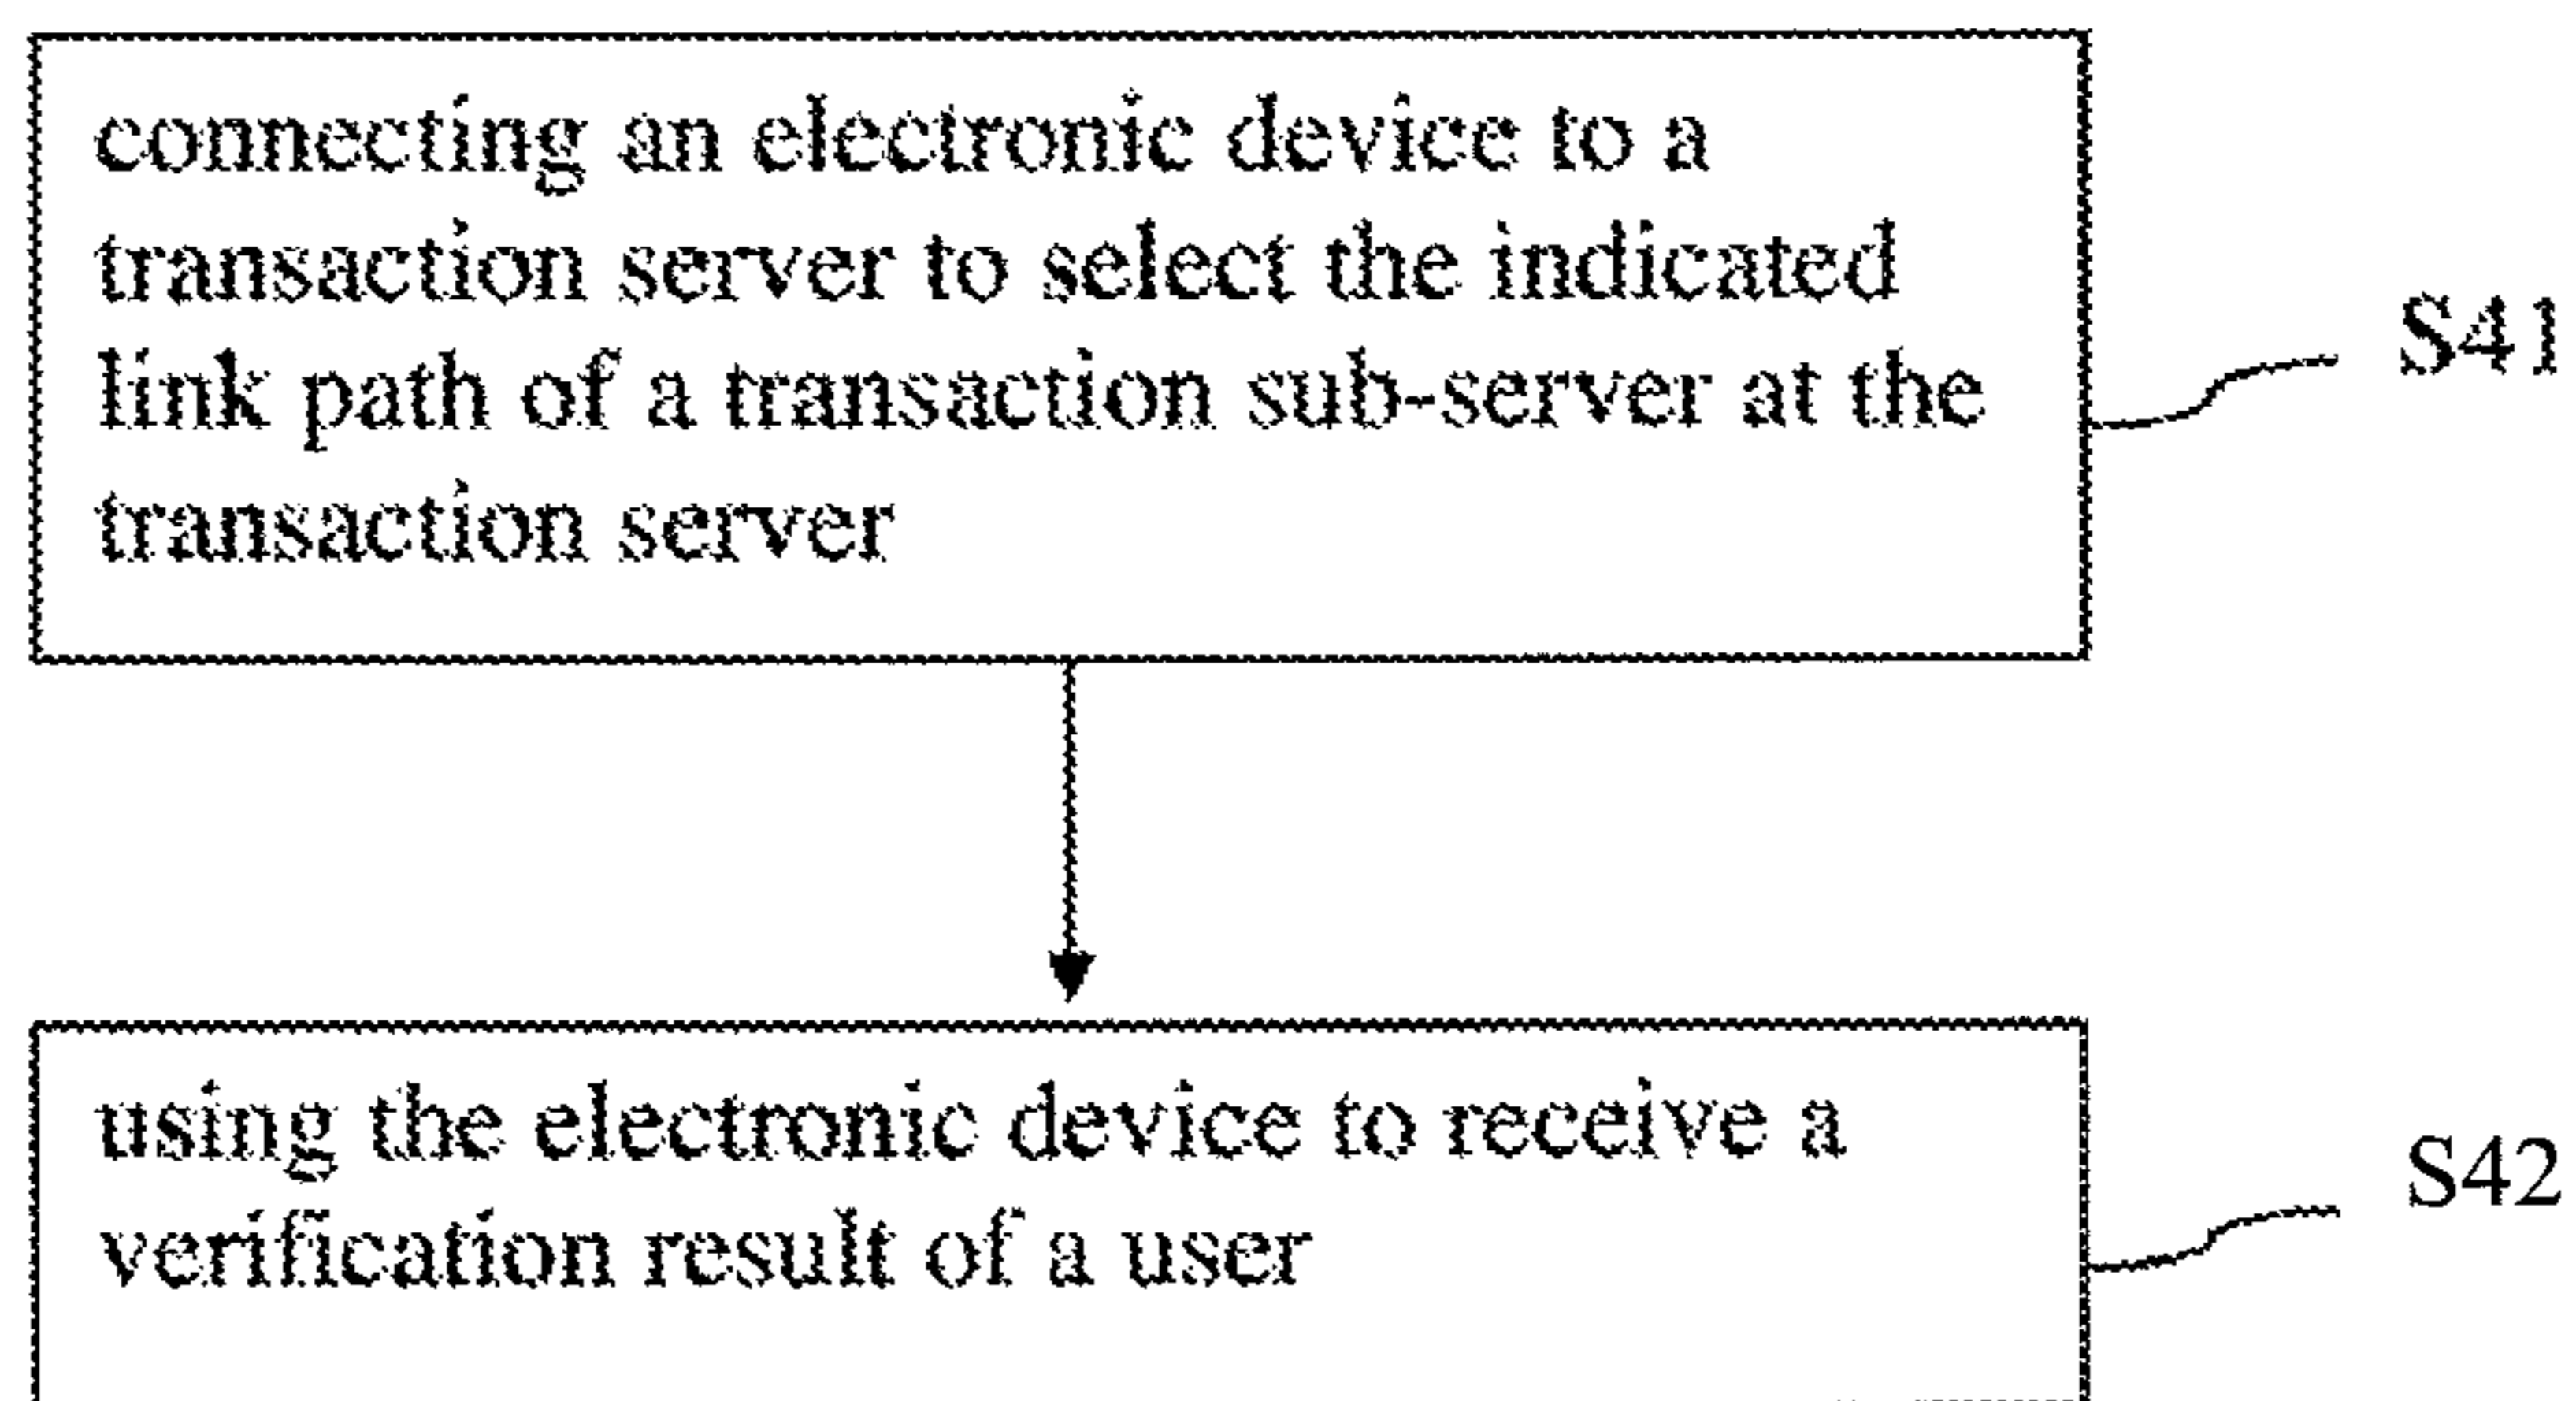 connecting an electronic device to a
transaction server to select the indicated
link path of a transaction sub-server at the
transaction server
S41
using the electronic device to receive a
verification result of a user
S42